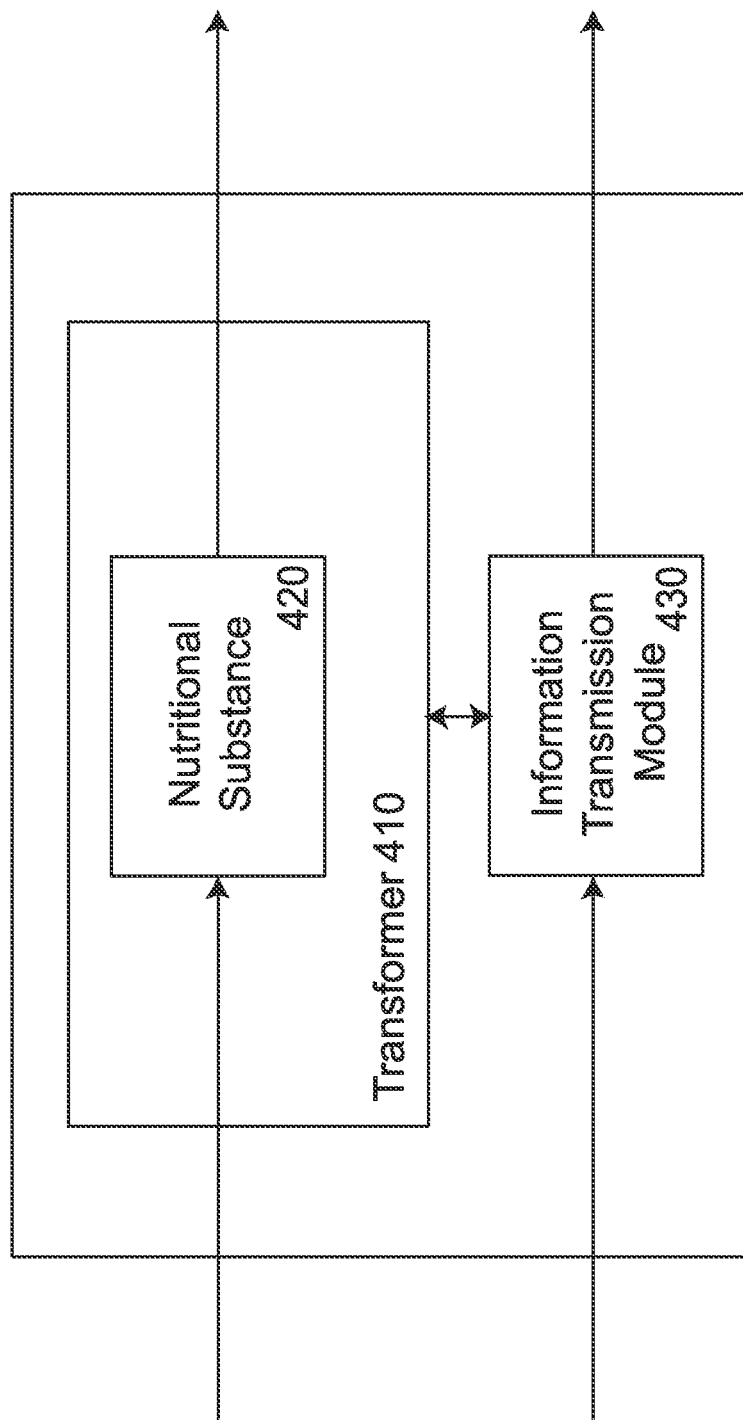 Nutritional
Substance
420
Transformer 410
Information
Transmission
Module 430